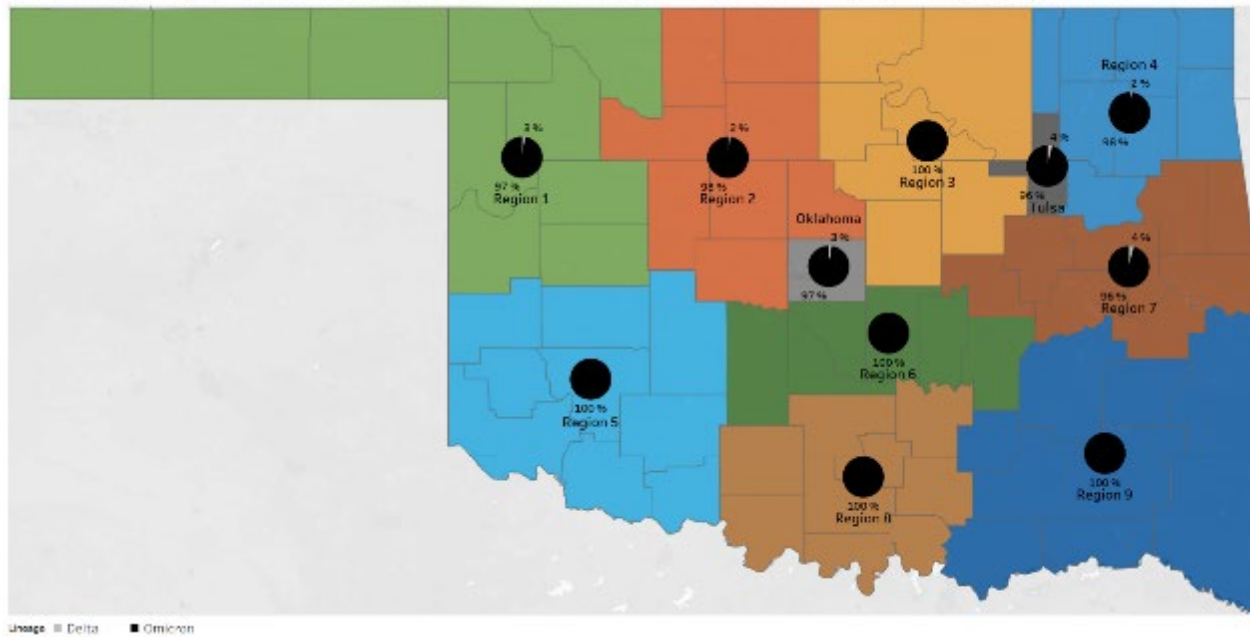 Region 4
2 %
98 %
3 %
97 %
Region 1
2 %
98 %
Region 2
100 %
Region 3
4 %
96 %
Tulsa
Oklahoma
3 %
97 %
4 %
96 %
Region 7
100 %
Region 6
100 %
Region 5
100 %
Region 8
100 %
Region 9
Lineage Delta Omicron